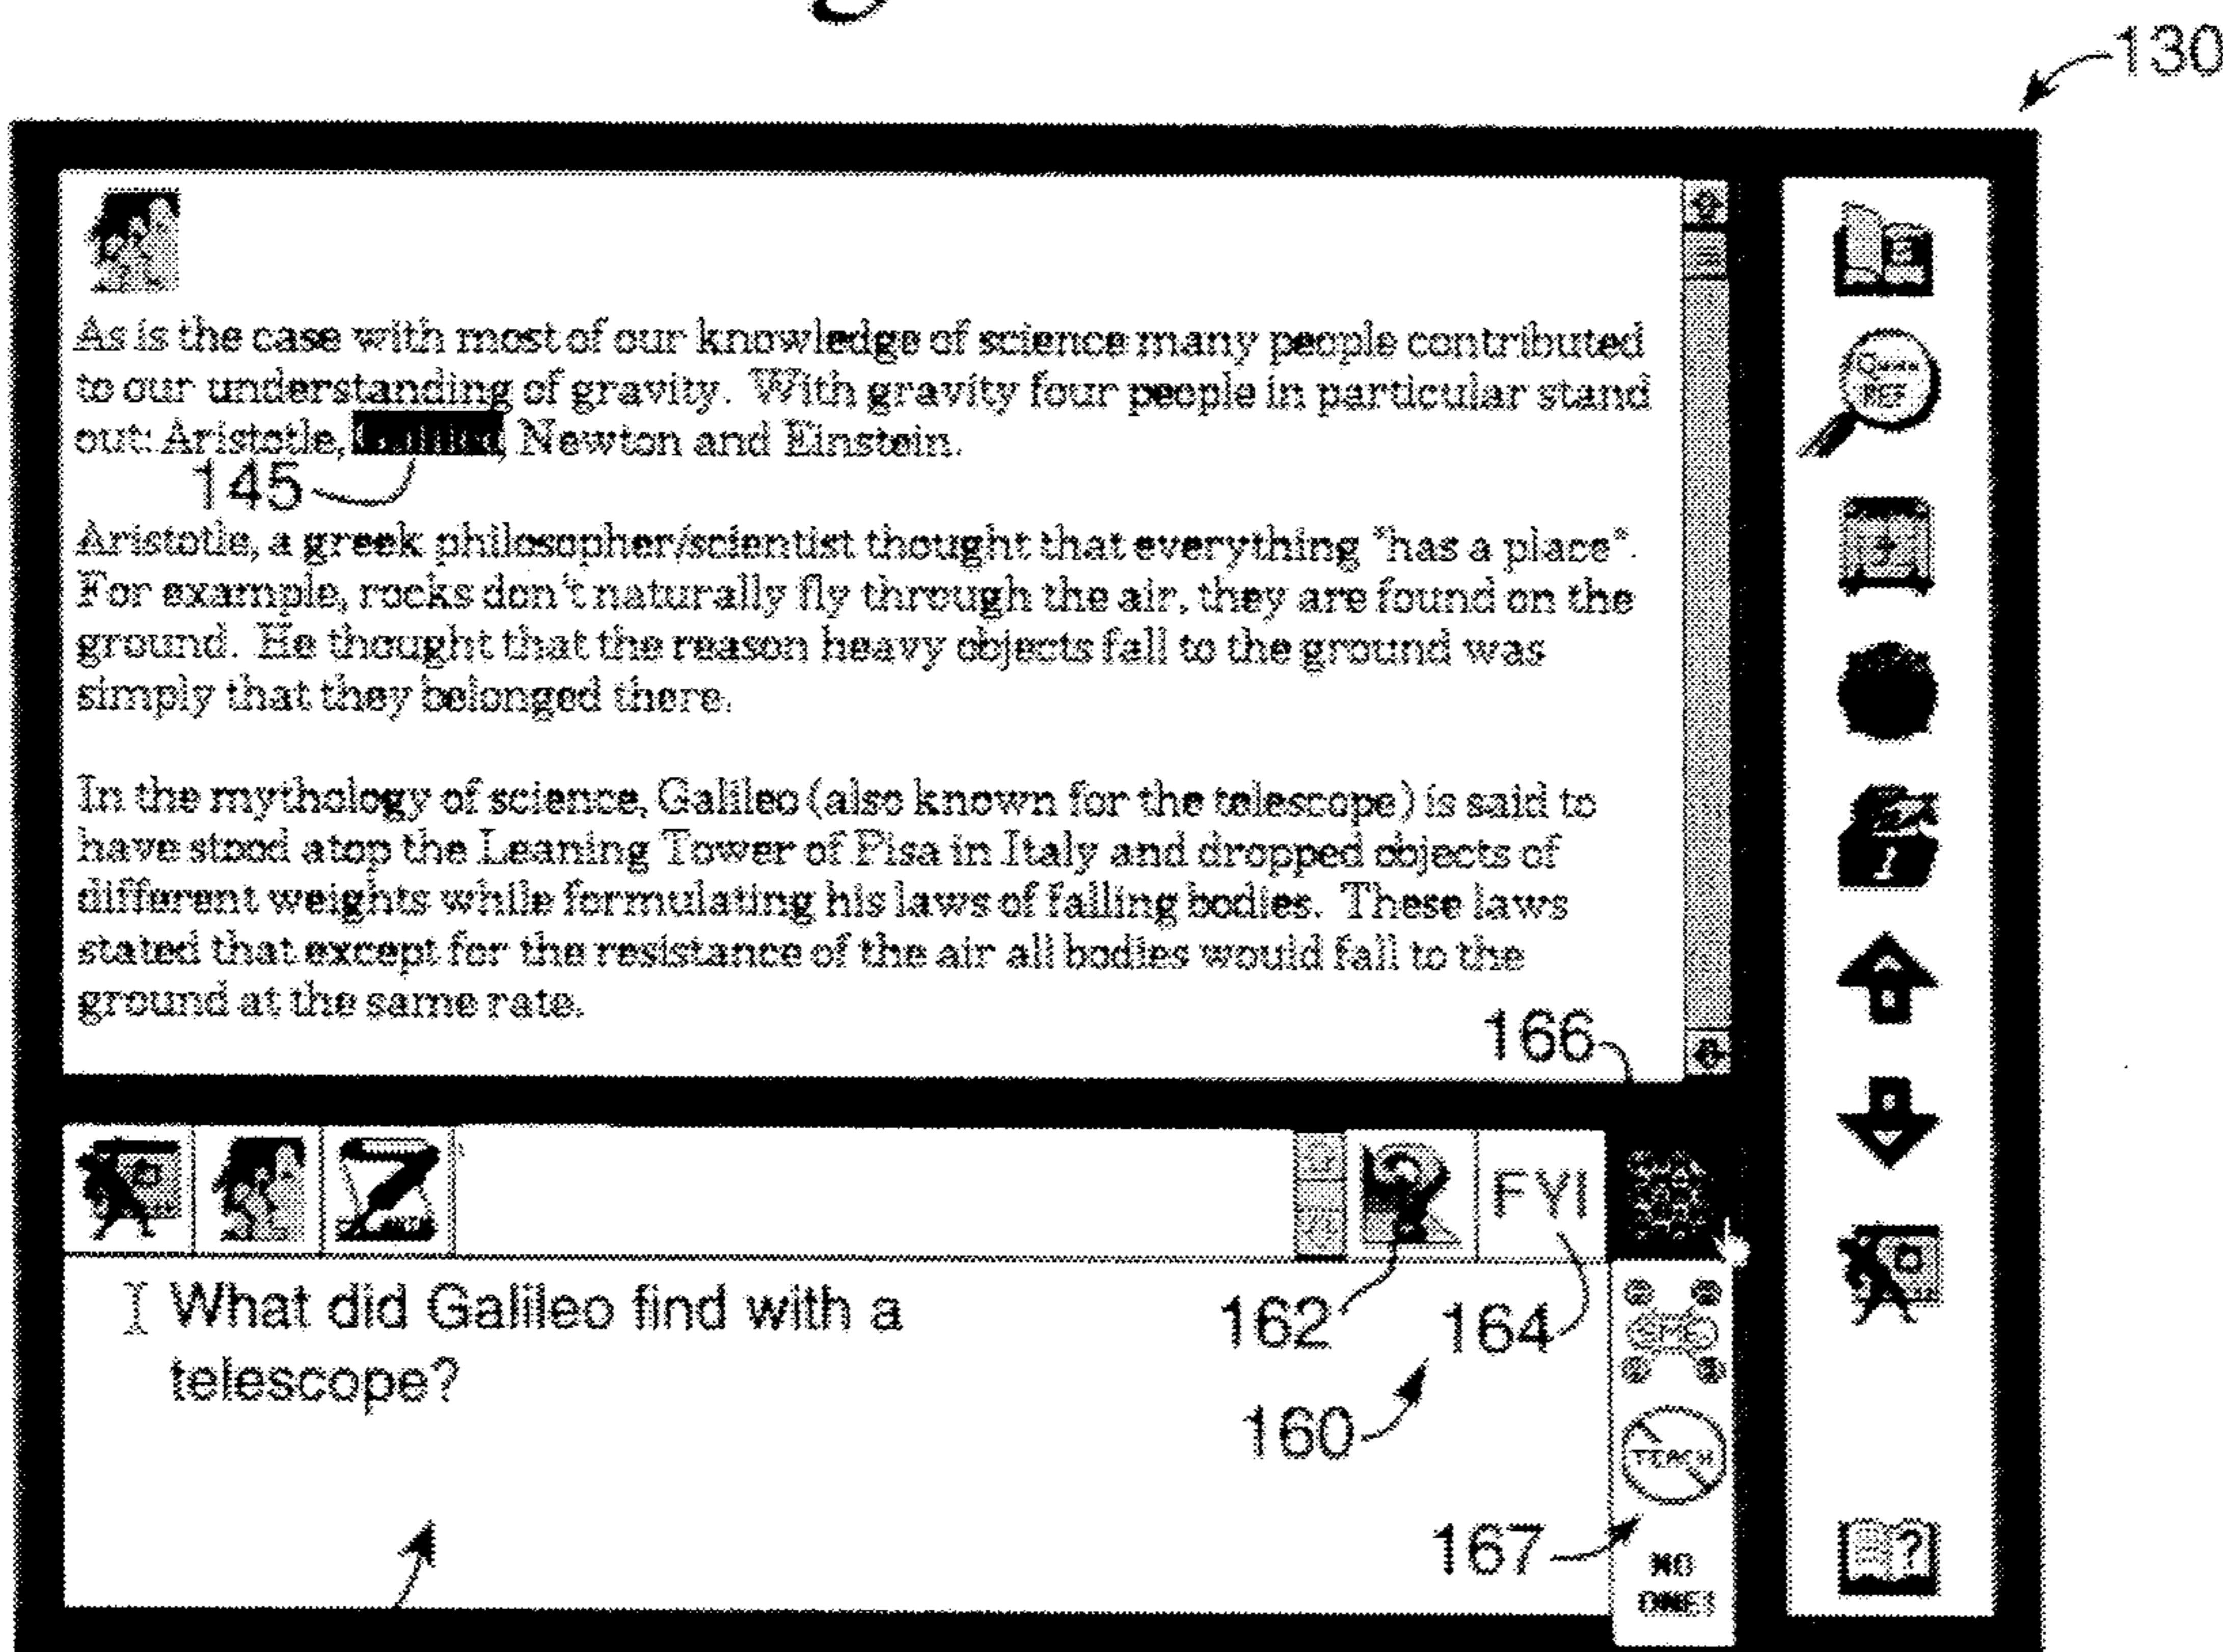 130
As is the case with most of our knowledge of science many people contributed
to our understanding of gravity. With gravity four people in particular stand
out: Aristotle, Newton and Einstein.
145
Aristotle, a greek philosopher/scientist thought that everything "has a place".
For example, rocks don't naturally fly through the air, they are found on the
ground. He thought that the reason heavy objects fall to the ground was
simply that they belonged there.
In the mythology of science, Galileo (also known for the telescope) is said to
have stood atop the Leaning Tower of Pisa in Italy and dropped objects of
different weights while formulating his laws of falling bodies. These laws
stated that except for the resistance of the air all bodies would fall to the
ground at the same rate.
166
FYI
What did Galileo find with a
telescope?
162
164
160
TEACH
167
NO
ONE!
REF
1
?